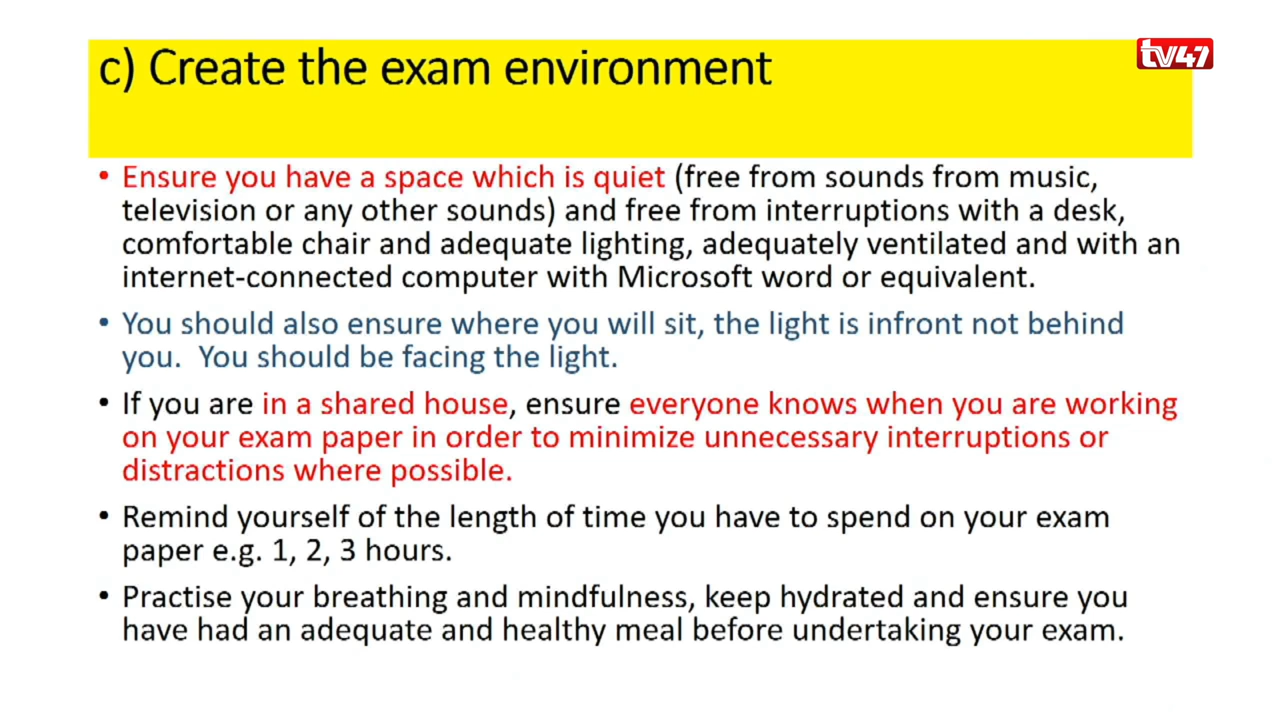 c) Create the exam environment
tv47
• Ensure you have a space which is quiet (free from sounds from music,
television or any other sounds) and free from interruptions with a desk,
comfortable chair and adequate lighting, adequately ventilated and with an
internet-connected computer with Microsoft word or equivalent.
• You should also ensure where you will sit, the light is infront not behind
you.  You should be facing the light.
• If you are in a shared house, ensure everyone knows when you are working
on your exam paper in order to minimize unnecessary interruptions or
distractions where possible.
• Remind yourself of the length of time you have to spend on your exam
paper e.g. 1, 2, 3 hours.
• Practise your breathing and mindfulness, keep hydrated and ensure you
have had an adequate and healthy meal before undertaking your exam.